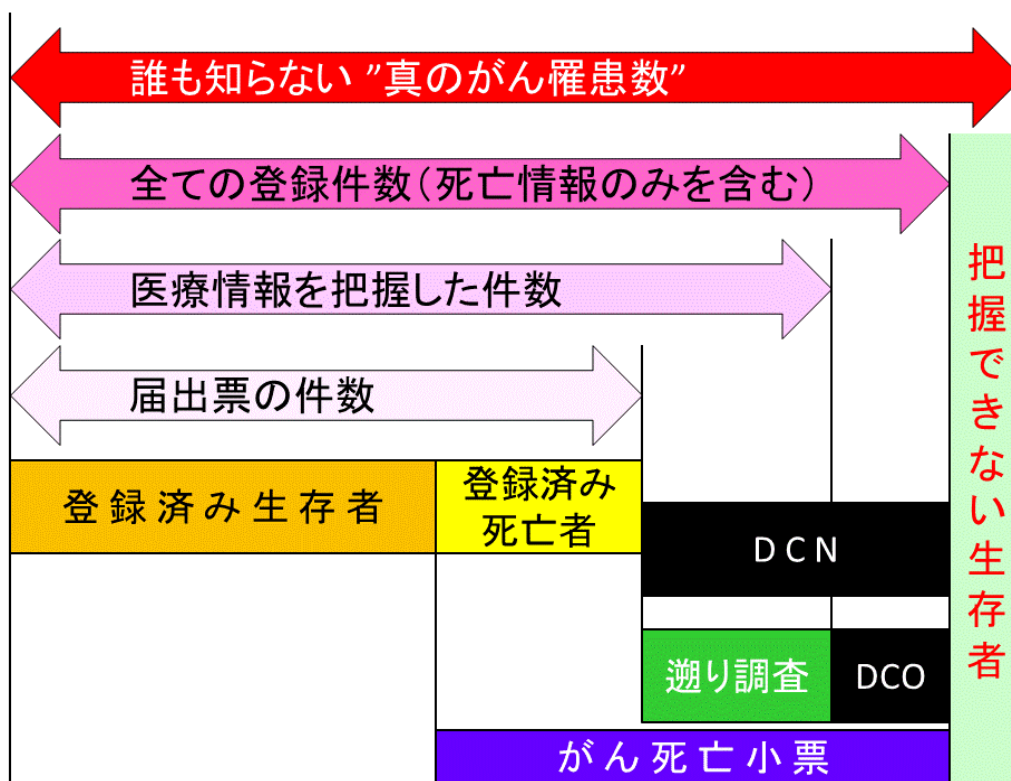 誰も知らない ”真のがん罹患数”
全ての登録件数（死亡情報のみを含む）
医療情報を把握した件数
届出票の件数
登録済み生存者
登録済み
死亡者
DCN
遡り調査
DCO
がん死亡小票
把握できない生存者